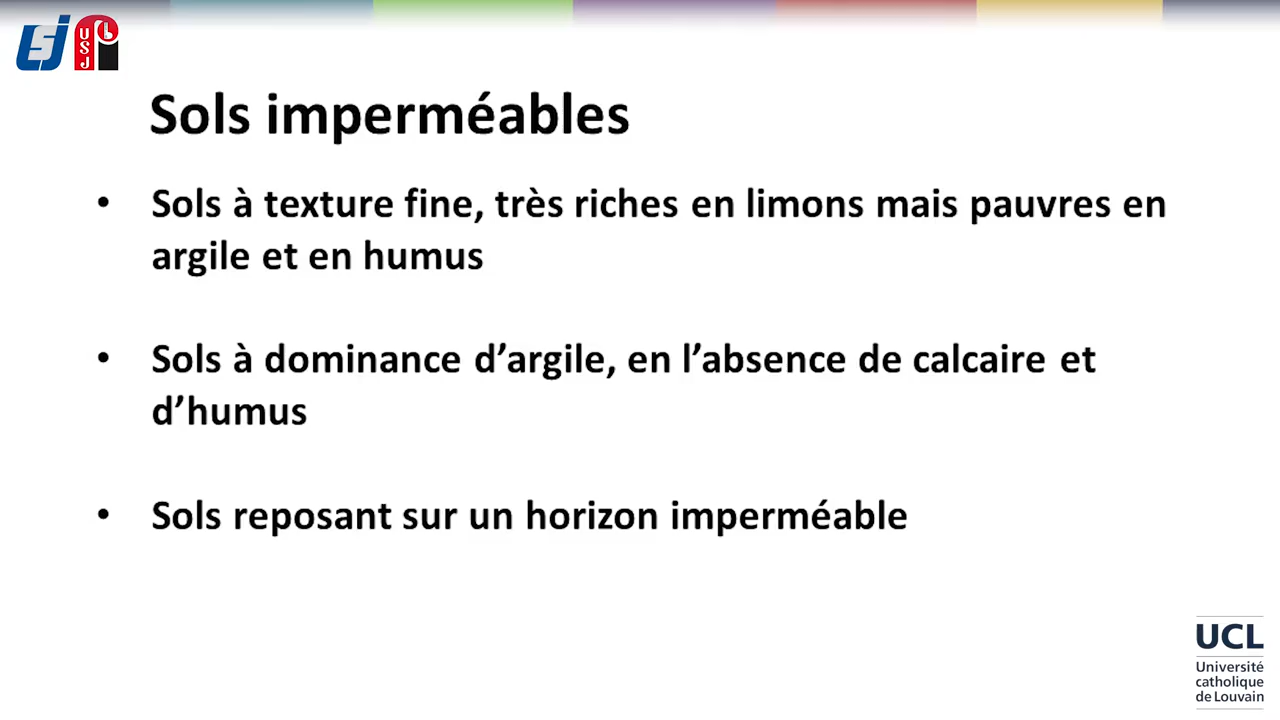 USJ
Sols imperméables
• Sols à texture fine, très riches en limons mais pauvres en
argile et en humus
• Sols à dominance d’argile, en l’absence de calcaire et
d’humus
• Sols reposant sur un horizon imperméable
UCL
Université
catholique
de Louvain